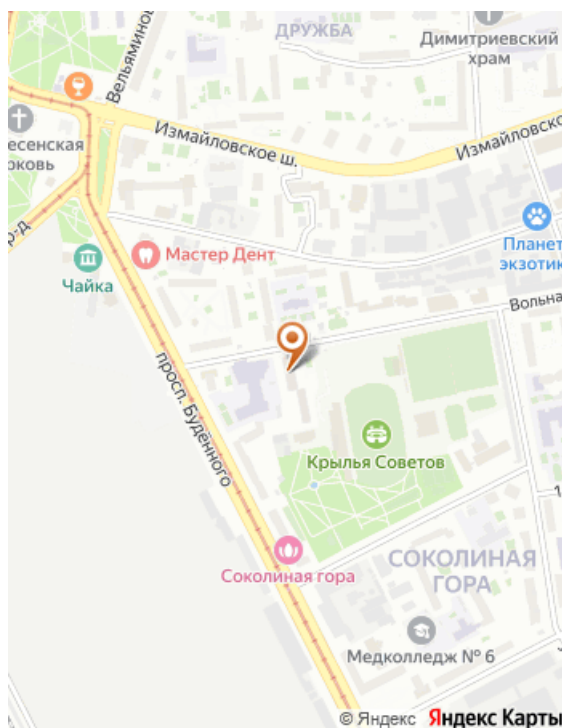 ДРУЖБА
Димитриевский
храм
Вельяминов
есенская
рковь
Измайловское ш.
Измайловско
р-д
Мастер Дент
Чайка
Планет
экзотик
Вольна
просп. Будённого
Крылья Советов
Соколиная гора
СОКОЛИНАЯ
ГОРА
1
Медколледж № 6
© Яндекс Яндекс Карты